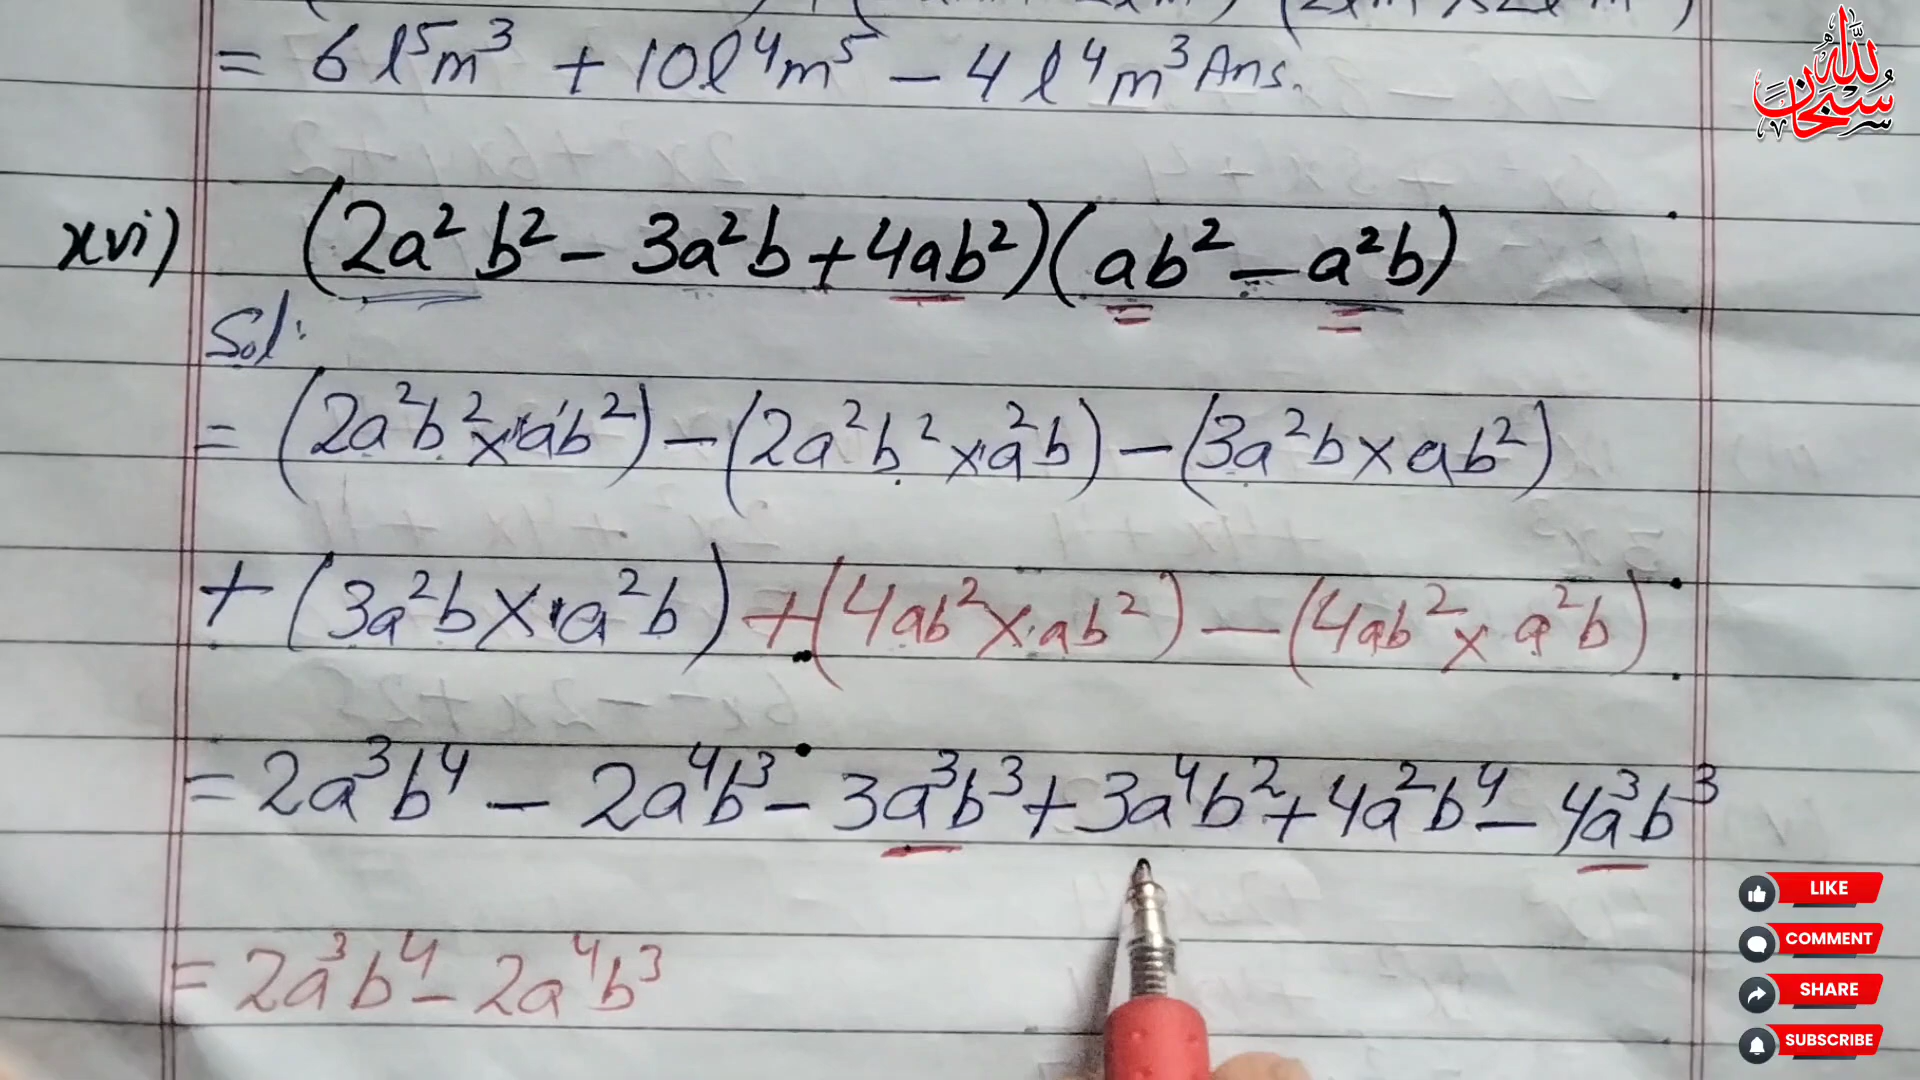 = 6l⁵m³ + 10l⁴m⁵ - 4l⁴m³ Ans.
سبحان الله
xvi) (2a²b² - 3a²b + 4ab²)(ab² - a²b)
Sol:
= (2a²b² × ab²) - (2a²b² × a²b) - (3a²b × ab²)
+ (3a²b × a²b) + (4ab² × ab²) - (4ab² × a²b)
= 2a³b⁴ - 2a⁴b³ - 3a³b³ + 3a⁴b² + 4a²b⁴ - 4a³b³
= 2a³b⁴ - 2a⁴b³
LIKE
COMMENT
SHARE
SUBSCRIBE